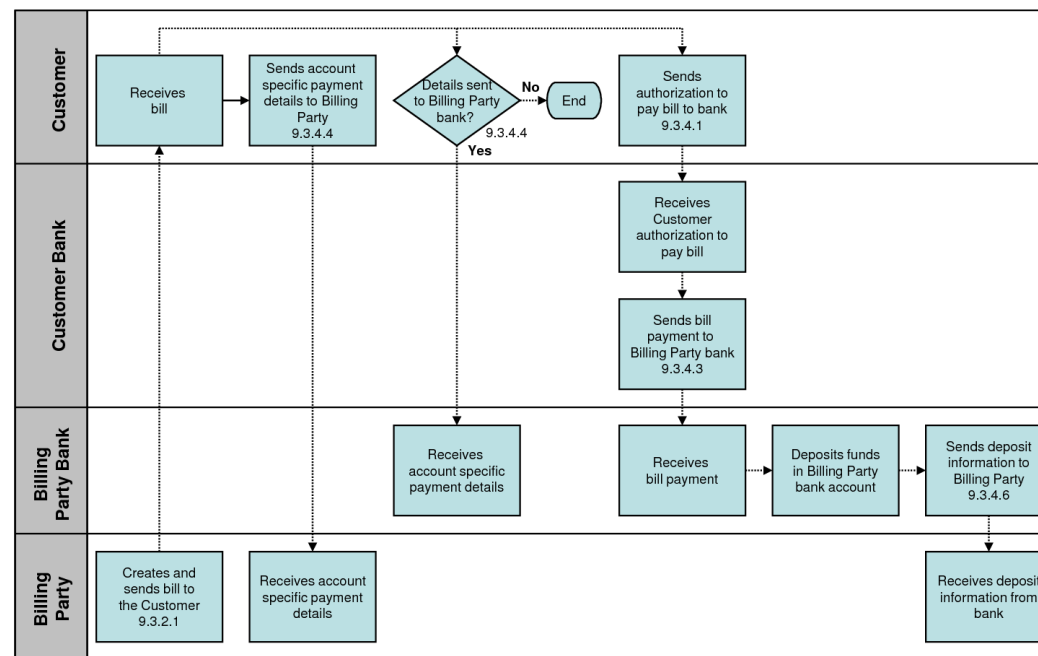 Customer
Receives
bill
Sends account
specific payment
details to Billing
Party
9.3.4.4
Details sent
to Billing Party
bank?
9.3.4.4
No
Yes
End
Sends
authorization to
pay bill to bank
9.3.4.1
Customer Bank
Receives
Customer
authorization to
pay bill
Sends bill
payment to
Billing Party bank
9.3.4.3
Billing
Party Bank
Receives
account specific
payment details
Receives
bill payment
Deposits funds
in Billing Party
bank account
Sends deposit
information to
Billing Party
9.3.4.6
Billing
Party
Creates and
sends bill to
the Customer
9.3.2.1
Receives account
specific payment
details
Receives deposit
information from
bank